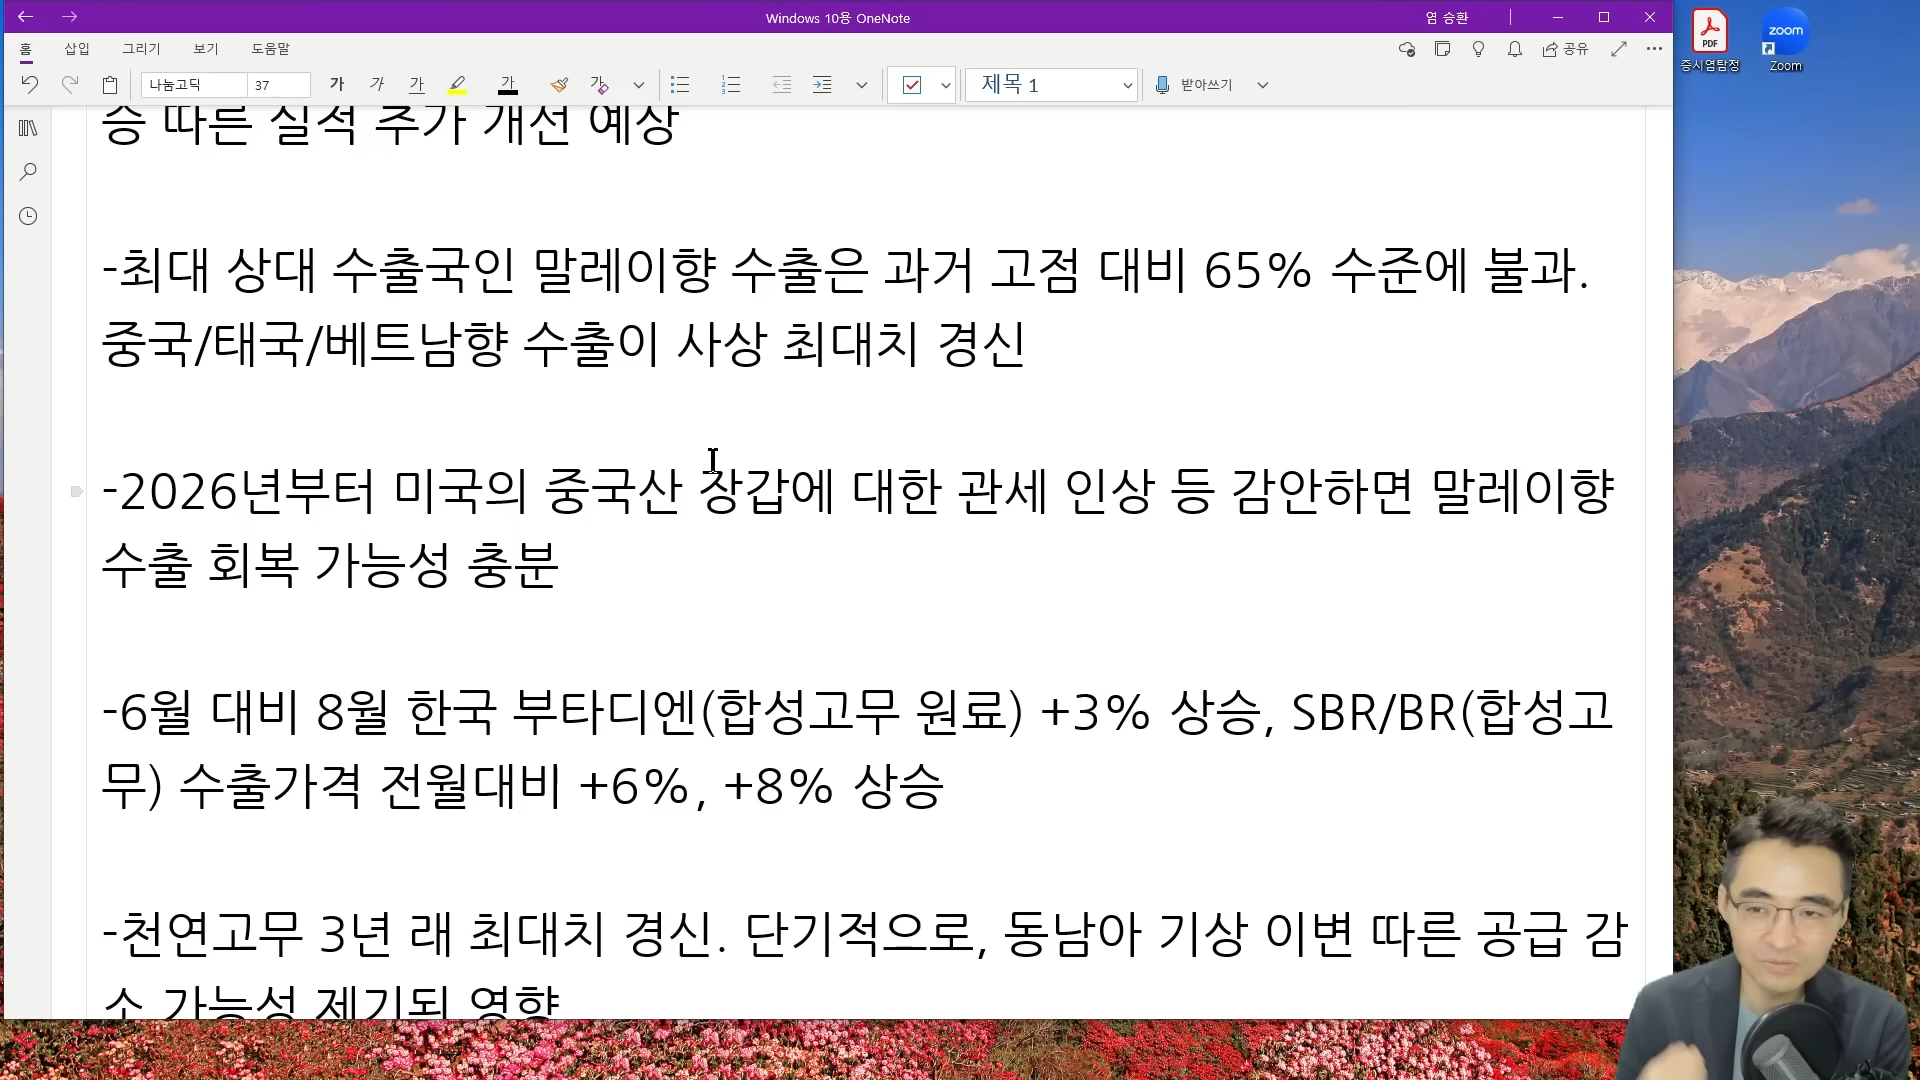 Windows 10용 OneNote
염 승환
홈 삽입 그리기 보기 도움말
공유
나눔고딕 37 가 가 가 가 가 제목 1 받아쓰기
승 따른 실적 추가 개선 예상
-최대 상대 수출국인 말레이향 수출은 과거 고점 대비 65% 수준에 불과.
중국/태국/베트남향 수출이 사상 최대치 경신
-2026년부터 미국의 중국산 장갑에 대한 관세 인상 등 감안하면 말레이향
수출 회복 가능성 충분
-6월 대비 8월 한국 부타디엔(합성고무 원료) +3% 상승, SBR/BR(합성고
무) 수출가격 전월대비 +6%, +8% 상승
-천연고무 3년 래 최대치 경신. 단기적으로, 동남아 기상 이변 따른 공급 감
소 가능성 제기된 영향
PDF
증시염탐정
zoom
Zoom